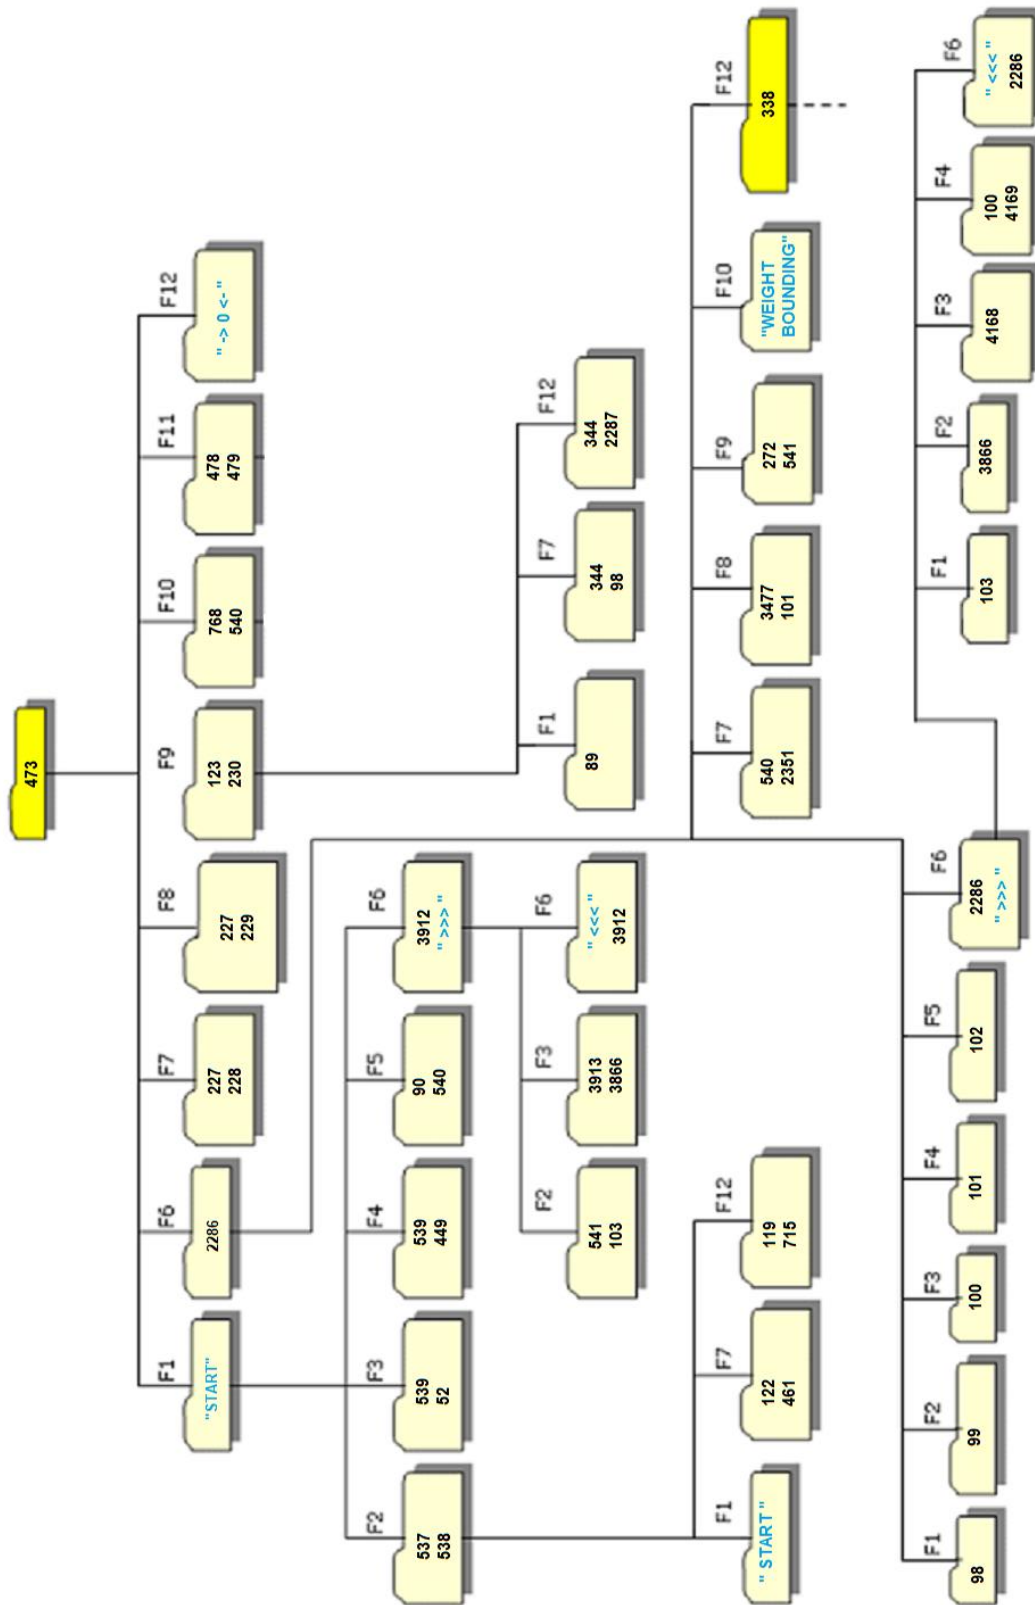 473
F1
"START"
F6
2286
F7
227
228
F8
227
229
F9
123
230
F10
768
540
F11
478
479
F12
" -> 0 <- "
F2
537
538
F3
539
52
F4
539
449
F5
90
540
F6
3912
" >>> "
F1
89
F7
344
98
F12
344
2287
F2
541
103
F3
3913
3866
F6
" <<< "
3912
F1
" START "
F7
122
461
F12
119
715
F7
540
2351
F8
3477
101
F9
272
541
F10
"WEIGHT
BOUNDING"
F12
338
F1
98
F2
99
F3
100
F4
101
F5
102
F6
2286
" >>> "
F1
103
F2
3866
F3
4168
F4
100
4169
F6
" <<< "
2286